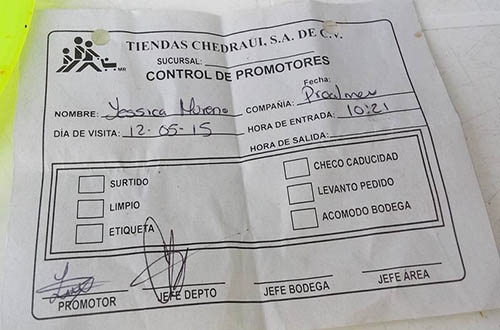 TIENDAS CHEDRAUI, S.A. DE C.V.
MR
SUCURSAL:
CONTROL DE PROMOTORES
Fecha:
NOMBRE: Yessica Moreno COMPAÑIA: Proalmex
DÍA DE VISITA: 12-05-15 HORA DE ENTRADA: 10:21
HORA DE SALIDA:
SURTIDO CHECO CADUCIDAD
LIMPIO LEVANTO PEDIDO
ETIQUETA ACOMODO BODEGA
PROMOTOR JEFE DEPTO JEFE BODEGA JEFE AREA